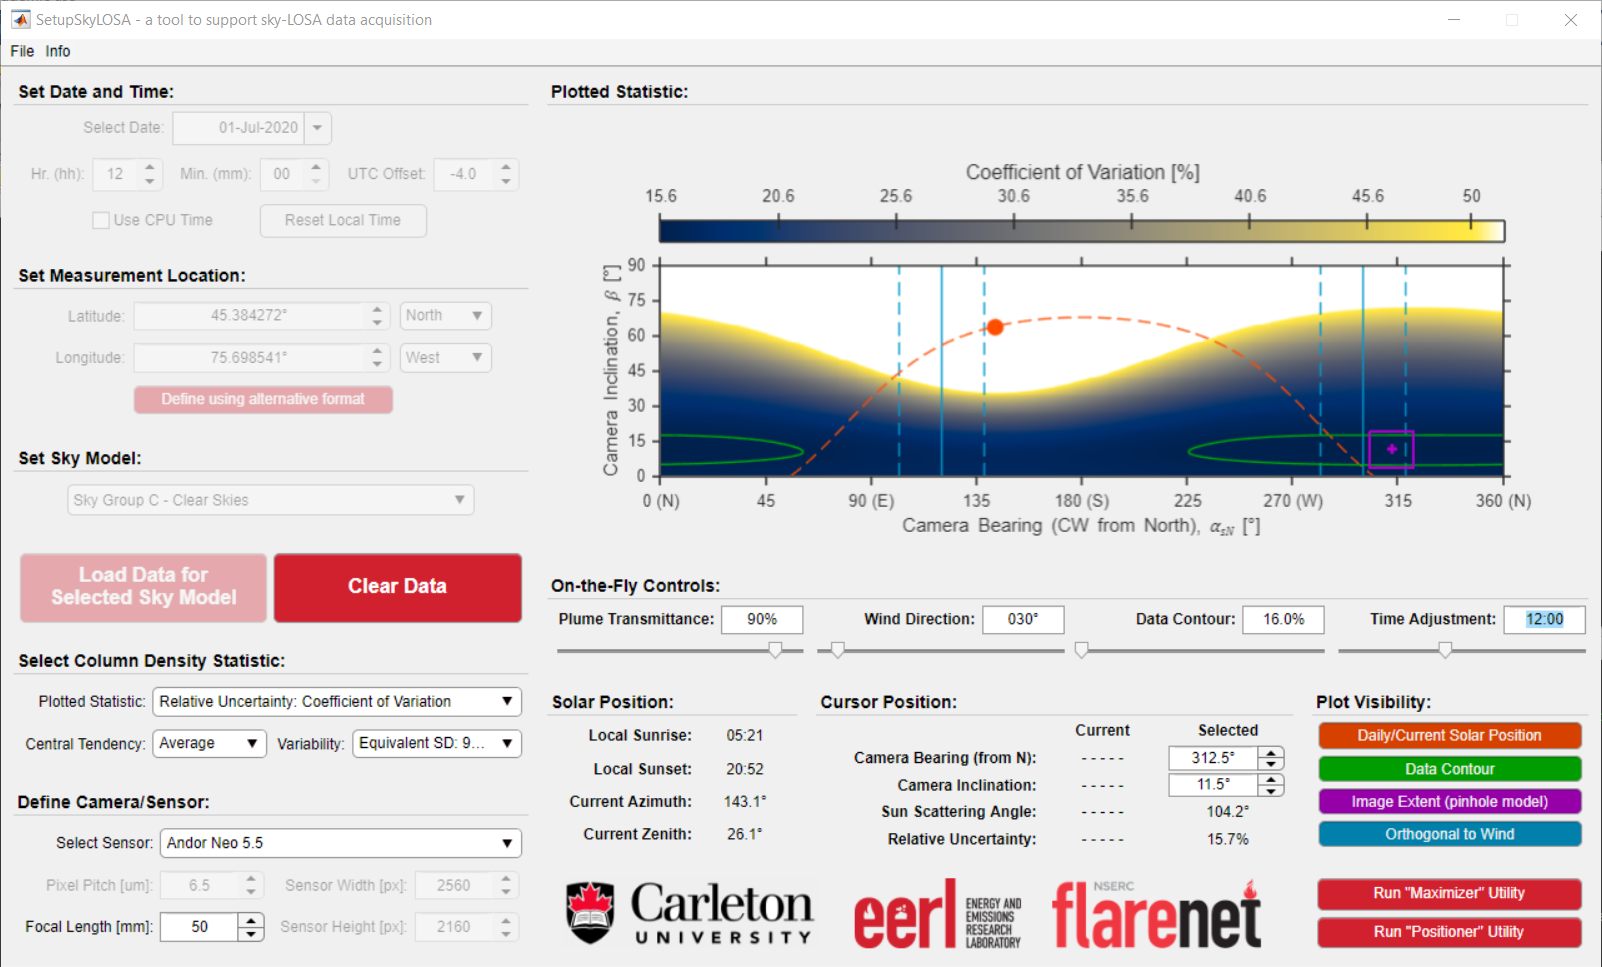 SetupSkyLOSA - a tool to support sky-LOSA data acquisition
File Info
Set Date and Time:
Select Date: 01-Jul-2020
Hr. (hh): 12 Min. (mm): 00 UTC Offset: -4.0
Use CPU Time Reset Local Time
Set Measurement Location:
Latitude: 45.384272° North
Longitude: 75.698541° West
Define using alternative format
Set Sky Model:
Sky Group C - Clear Skies
Load Data for
Selected Sky Model
Clear Data
Select Column Density Statistic:
Plotted Statistic: Relative Uncertainty: Coefficient of Variation
Central Tendency: Average Variability: Equivalent SD: 9...
Define Camera/Sensor:
Select Sensor: Andor Neo 5.5
Pixel Pitch [um]: 6.5 Sensor Width [px]: 2560
Focal Length [mm]: 50 Sensor Height [px]: 2160
Plotted Statistic:
Coefficient of Variation [%]
15.6 20.6 25.6 30.6 35.6 40.6 45.6 50
Camera Inclination, β [°]
90
75
60
45
30
15
0
0 (N) 45 90 (E) 135 180 (S) 225 270 (W) 315 360 (N)
Camera Bearing (CW from North), αsN [°]
On-the-Fly Controls:
Plume Transmittance: 90% Wind Direction: 030° Data Contour: 16.0% Time Adjustment: 12:00
Solar Position:
Local Sunrise: 05:21
Local Sunset: 20:52
Current Azimuth: 143.1°
Current Zenith: 26.1°
Cursor Position:
Current Selected
Camera Bearing (from N): ----- 312.5°
Camera Inclination: ----- 11.5°
Sun Scattering Angle: ----- 104.2°
Relative Uncertainty: ----- 15.7%
Plot Visibility:
Daily/Current Solar Position
Data Contour
Image Extent (pinhole model)
Orthogonal to Wind
Run "Maximizer" Utility
Run "Positioner" Utility
Carleton
UNIVERSITY
eerl ENERGY AND
EMISSIONS
RESEARCH
LABORATORY
NSERC
flarenet